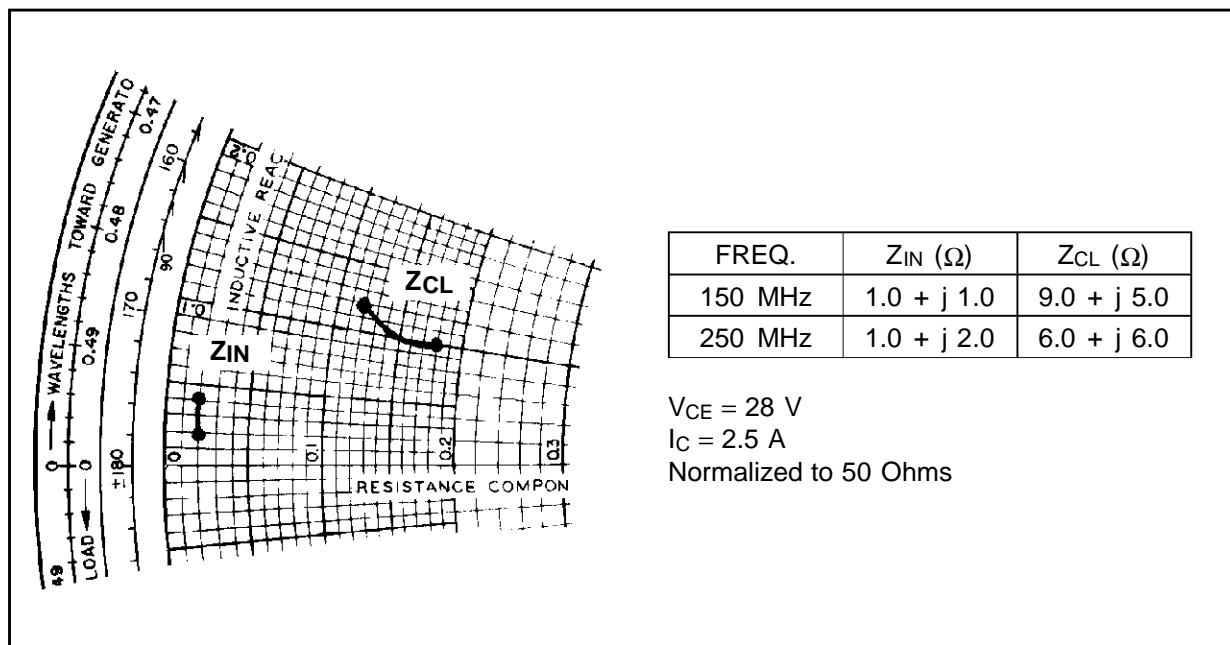 WAVELENGTHS TOWARD GENERATO
0.47
0.48
0.49
0
49
LOAD
0
±180
170
160
90
INDUCTIVE REAC
0
0.1
0.2
0.3
RESISTANCE COMPON
ZCL
ZIN
FREQ. ZIN (Ω) ZCL (Ω)
150 MHz 1.0 + j 1.0 9.0 + j 5.0
250 MHz 1.0 + j 2.0 6.0 + j 6.0
VCE = 28 V
IC = 2.5 A
Normalized to 50 Ohms